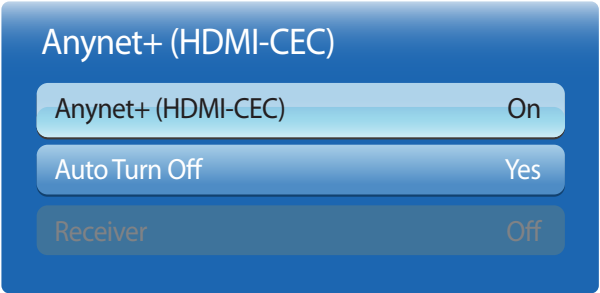 Anynet+ (HDMI-CEC)
Anynet+ (HDMI-CEC) On
Auto Turn Off Yes
Receiver Off